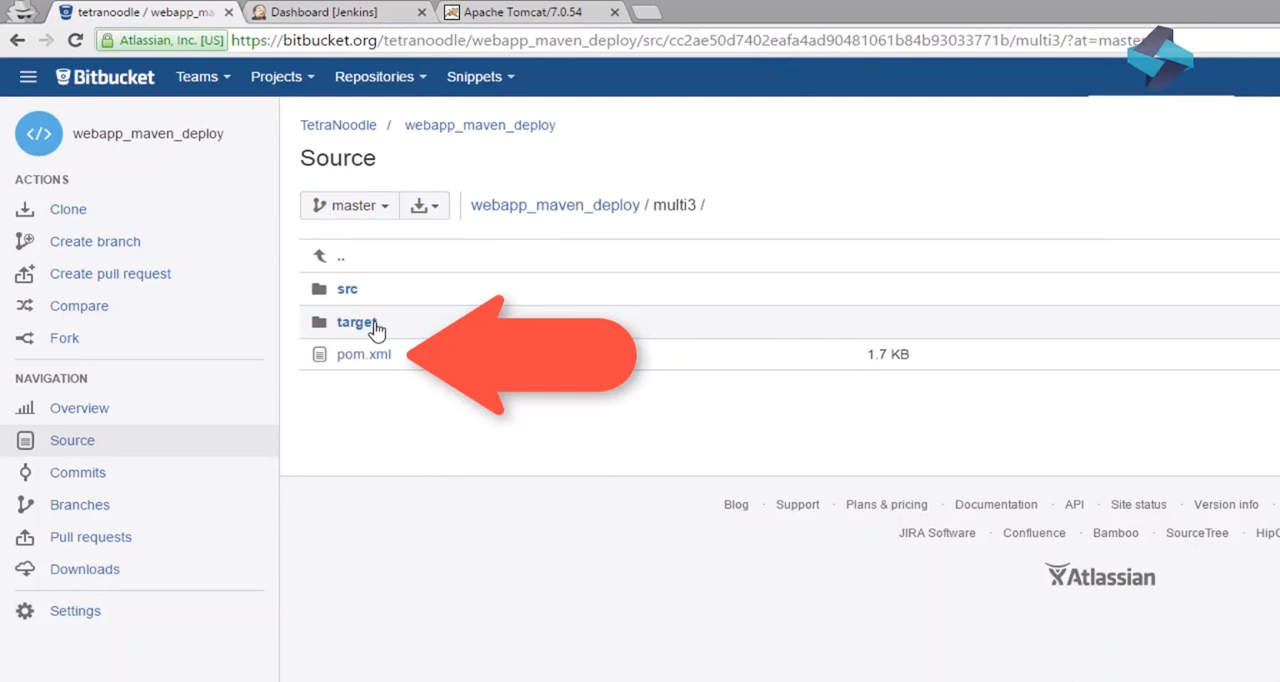 tetranoodle / webapp_ma
Dashboard [Jenkins]
Apache Tomcat/7.0.54
Atlassian, Inc. [US]
https://bitbucket.org/tetranoodle/webapp_maven_deploy/src/cc2ae50d7402eafa4ad90481061b84b93033771b/multi3/?at=master
Bitbucket Teams Projects Repositories Snippets
webapp_maven_deploy
ACTIONS
Clone
Create branch
Create pull request
Compare
Fork
NAVIGATION
Overview
Source
Commits
Branches
Pull requests
Downloads
Settings
TetraNoodle / webapp_maven_deploy
Source
master
webapp_maven_deploy / multi3 /
..
src
target
pom.xml 1.7 KB
Blog · Support · Plans & pricing · Documentation · API · Site status · Version info ·
JIRA Software · Confluence · Bamboo · SourceTree · HipC
Atlassian